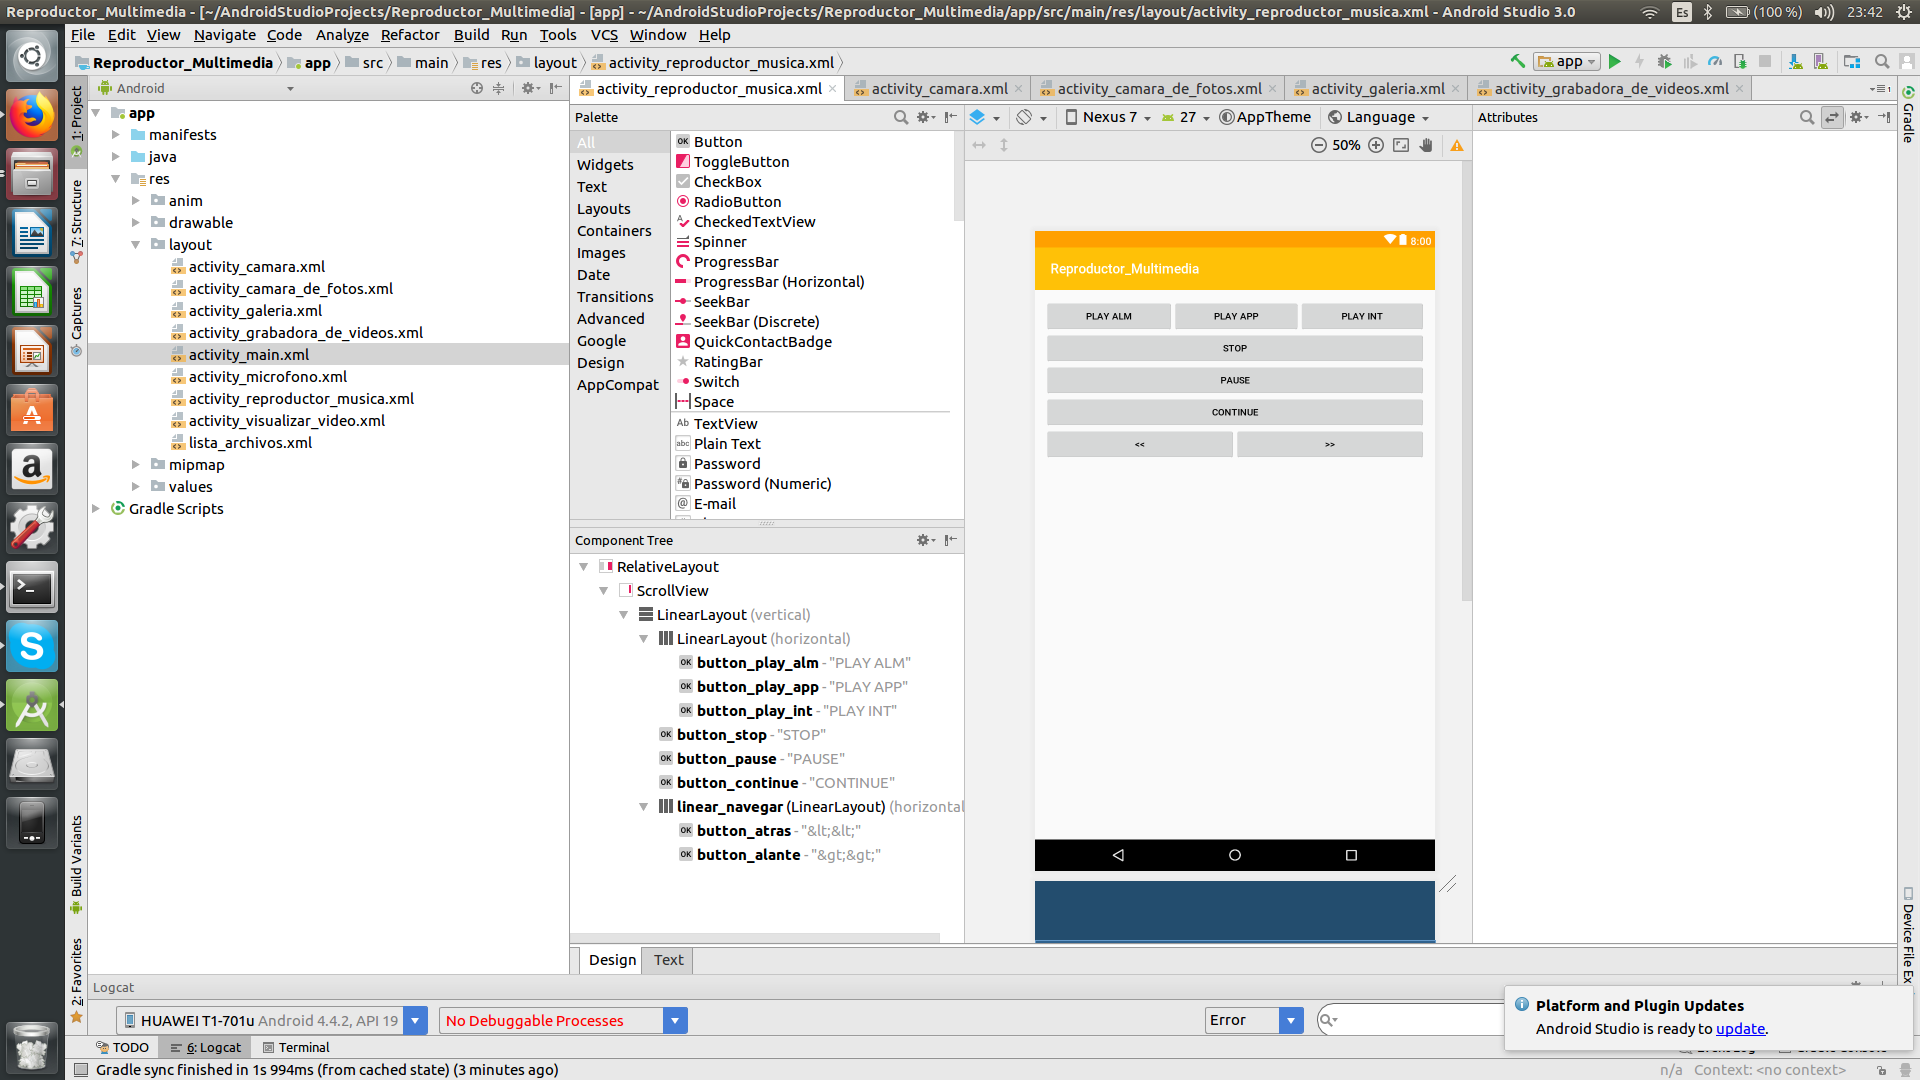 Reproductor_Multimedia - [~/AndroidStudioProjects/Reproductor_Multimedia] - [app] - ~/AndroidStudioProjects/Reproductor_Multimedia/app/src/main/res/layout/activity_reproductor_musica.xml - Android Studio 3.0
Es (100 %) 23:42
File Edit View Navigate Code Analyze Refactor Build Run Tools VCS Window Help
Reproductor_Multimedia app src main res layout activity_reproductor_musica.xml
app
1: Project
7: Structure
Captures
Build Variants
2: Favorites
Android
app
manifests
java
res
anim
drawable
layout
activity_camara.xml
activity_camara_de_fotos.xml
activity_galeria.xml
activity_grabadora_de_videos.xml
activity_main.xml
activity_microfono.xml
activity_reproductor_musica.xml
activity_visualizar_video.xml
lista_archivos.xml
mipmap
values
Gradle Scripts
activity_reproductor_musica.xml activity_camara.xml activity_camara_de_fotos.xml activity_galeria.xml activity_grabadora_de_videos.xml
Palette
All
Widgets
Text
Layouts
Containers
Images
Date
Transitions
Advanced
Google
Design
AppCompat
OK Button
ToggleButton
CheckBox
RadioButton
CheckedTextView
Spinner
ProgressBar
ProgressBar (Horizontal)
SeekBar
SeekBar (Discrete)
QuickContactBadge
RatingBar
Switch
Space
Ab TextView
abc Plain Text
Password
Password (Numeric)
@ E-mail
Component Tree
RelativeLayout
ScrollView
LinearLayout (vertical)
LinearLayout (horizontal)
OK button_play_alm - "PLAY ALM"
OK button_play_app - "PLAY APP"
OK button_play_int - "PLAY INT"
OK button_stop - "STOP"
OK button_pause - "PAUSE"
OK button_continue - "CONTINUE"
linear_navegar (LinearLayout) (horizontal
OK button_atras - "&lt;&lt;"
OK button_alante - "&gt;&gt;"
Design Text
Nexus 7 27 AppTheme Language
50%
8:00
Reproductor_Multimedia
PLAY ALM PLAY APP PLAY INT
STOP
PAUSE
CONTINUE
<< >>
Attributes
Gradle
Device File Ex
Logcat
HUAWEI T1-701u Android 4.4.2, API 19
No Debuggable Processes
Error
Platform and Plugin Updates
Android Studio is ready to update.
TODO 6: Logcat Terminal
Gradle sync finished in 1s 994ms (from cached state) (3 minutes ago)
n/a Context: <no context>